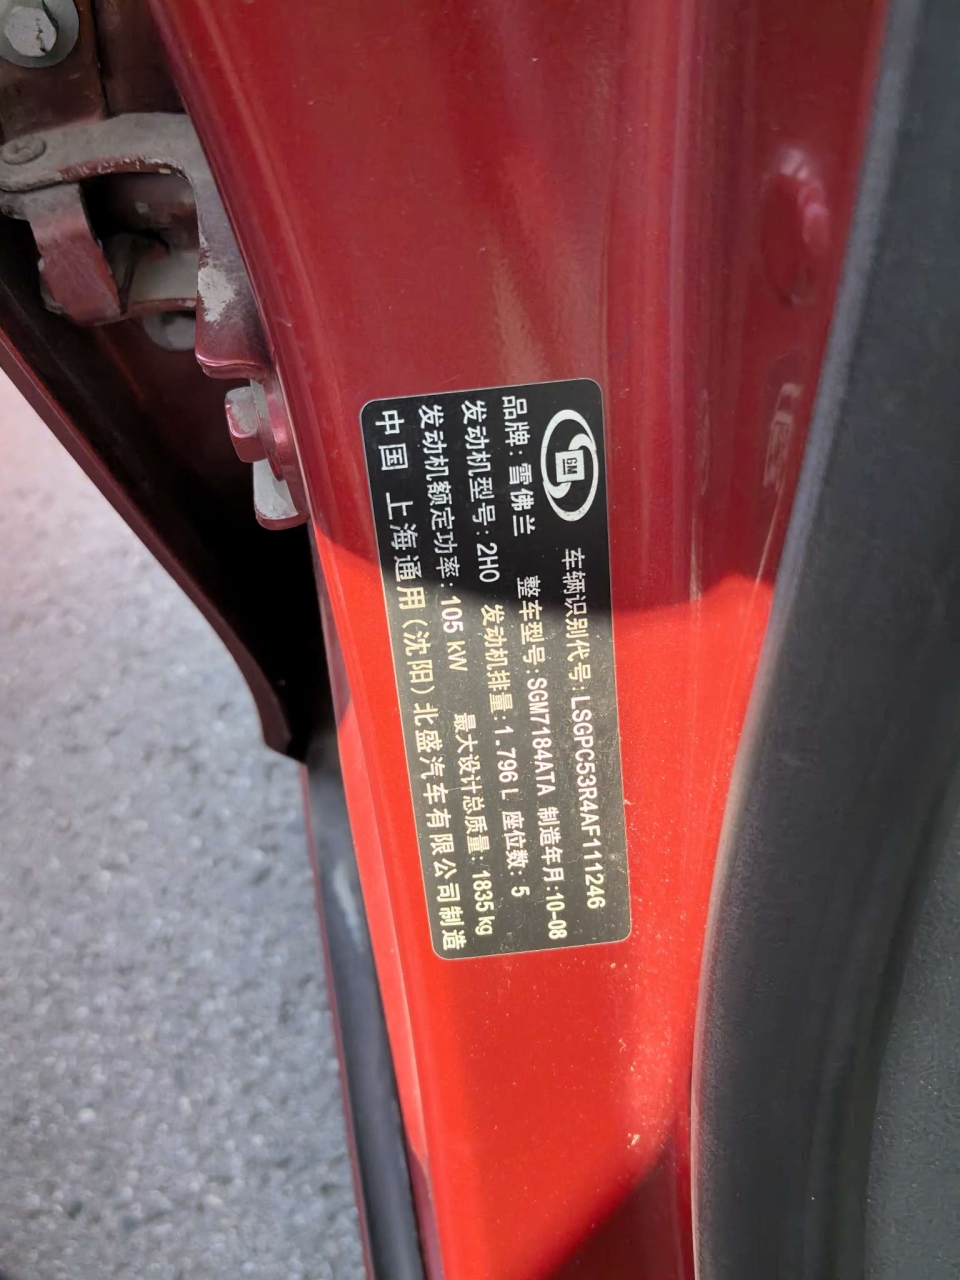 GM
车辆识别代号:LSGPC53R4AF111246
品牌:雪佛兰 整车型号:SGM7184ATA 制造年月:10-08
发动机型号:2H0 发动机排量:1.796 L 座位数:5
发动机额定功率:105 kW 最大设计总质量:1835 kg
中国 上海通用(沈阳)北盛汽车有限公司制造